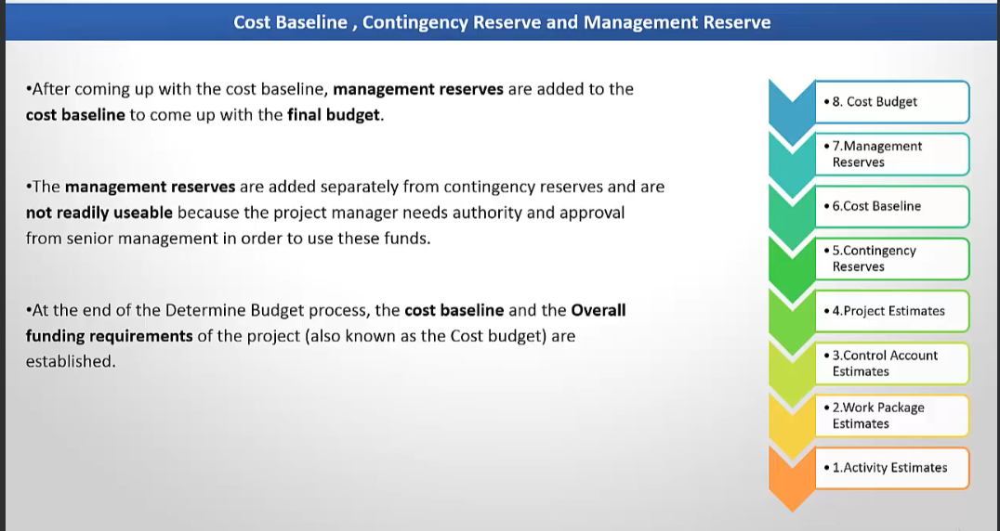 Cost Baseline , Contingency Reserve and Management Reserve
•After coming up with the cost baseline, management reserves are added to the
cost baseline to come up with the final budget.
•The management reserves are added separately from contingency reserves and are
not readily useable because the project manager needs authority and approval
from senior management in order to use these funds.
•At the end of the Determine Budget process, the cost baseline and the Overall
funding requirements of the project (also known as the Cost budget) are
established.
• 8. Cost Budget
• 7.Management
Reserves
• 6.Cost Baseline
• 5.Contingency
Reserves
• 4.Project Estimates
• 3.Control Account
Estimates
• 2.Work Package
Estimates
• 1.Activity Estimates